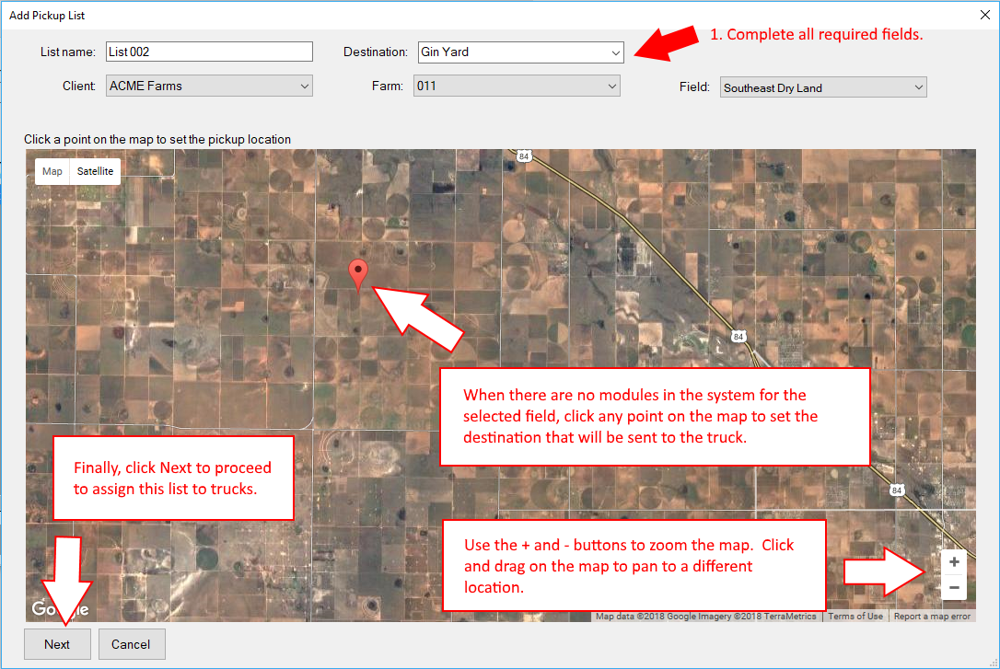 Add Pickup List
1. Complete all required fields.
List name: List 002 Destination: Gin Yard
Client: ACME Farms Farm: 011 Field: Southeast Dry Land
Click a point on the map to set the pickup location
Map Satellite
84
84
When there are no modules in the system for the
selected field, click any point on the map to set the
destination that will be sent to the truck.
Finally, click Next to proceed
to assign this list to trucks.
84
Use the + and - buttons to zoom the map. Click
and drag on the map to pan to a different
location.
+
−
Google
Map data ©2018 Google Imagery ©2018 TerraMetrics Terms of Use Report a map error
Next Cancel